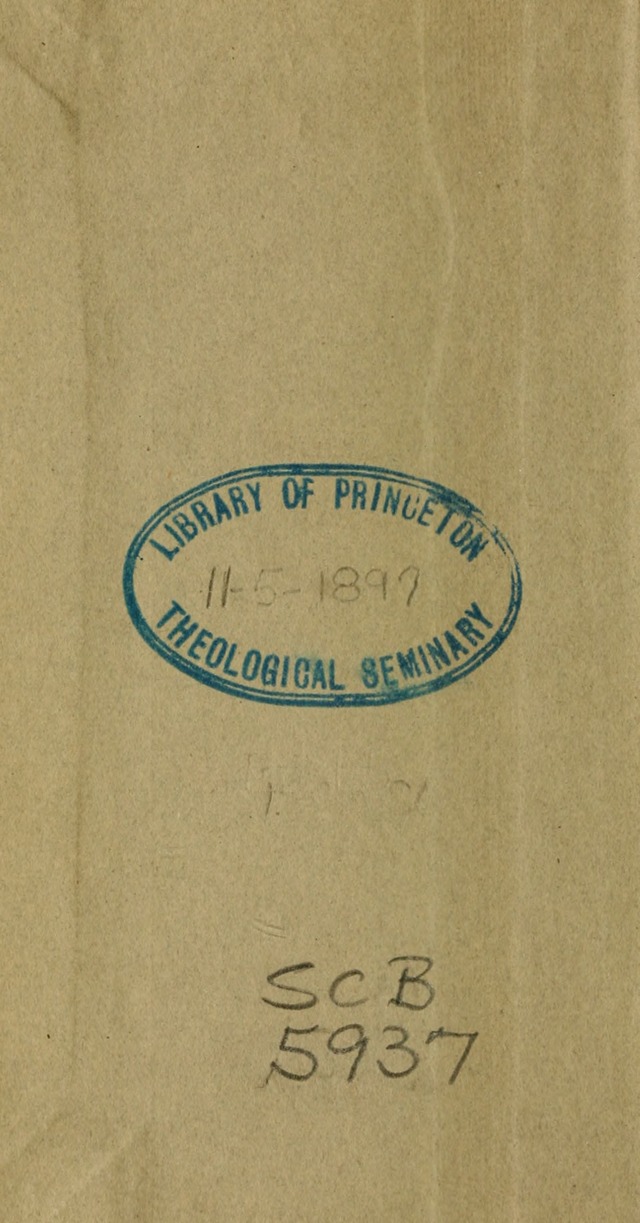 LIBRARY OF PRINCETON
11-5-1897
THEOLOGICAL SEMINARY
SCB
5937